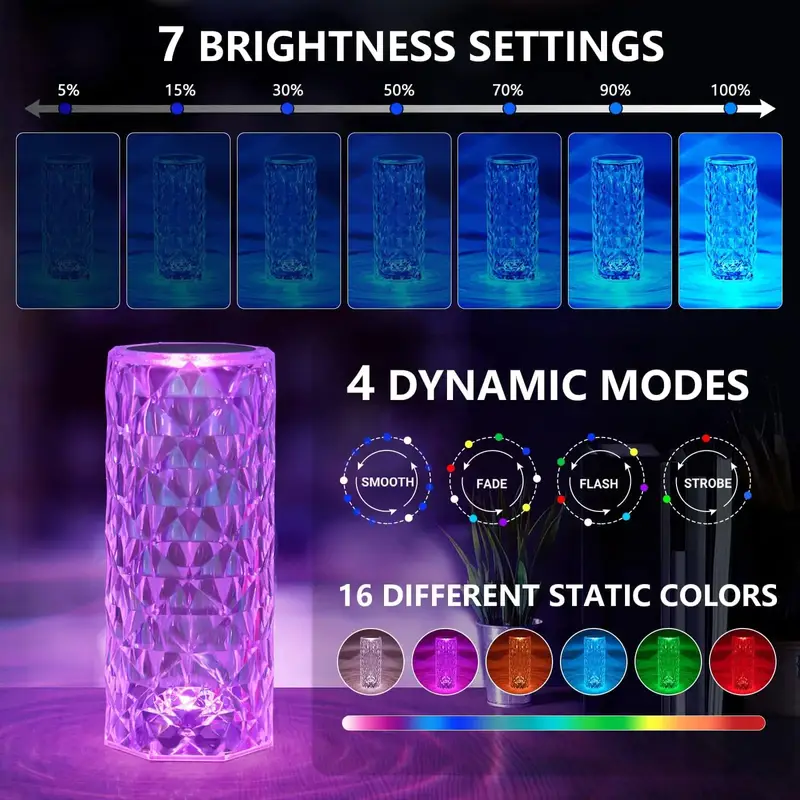 7 BRIGHTNESS SETTINGS
5% 15% 30% 50% 70% 90% 100%
4 DYNAMIC MODES
SMOOTH FADE FLASH STROBE
16 DIFFERENT STATIC COLORS